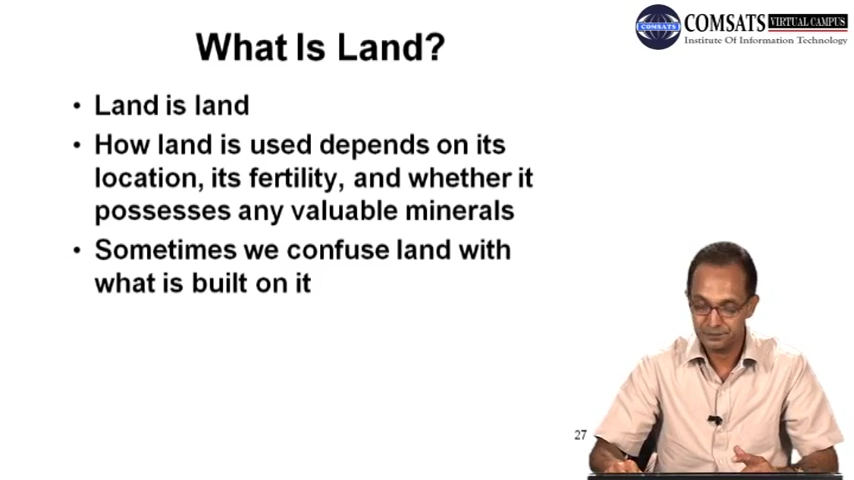 What Is Land?
COMSATS VIRTUAL CAMPUS
COMSATS
Institute Of Information Technology
• Land is land
• How land is used depends on its
location, its fertility, and whether it
possesses any valuable minerals
• Sometimes we confuse land with
what is built on it
27